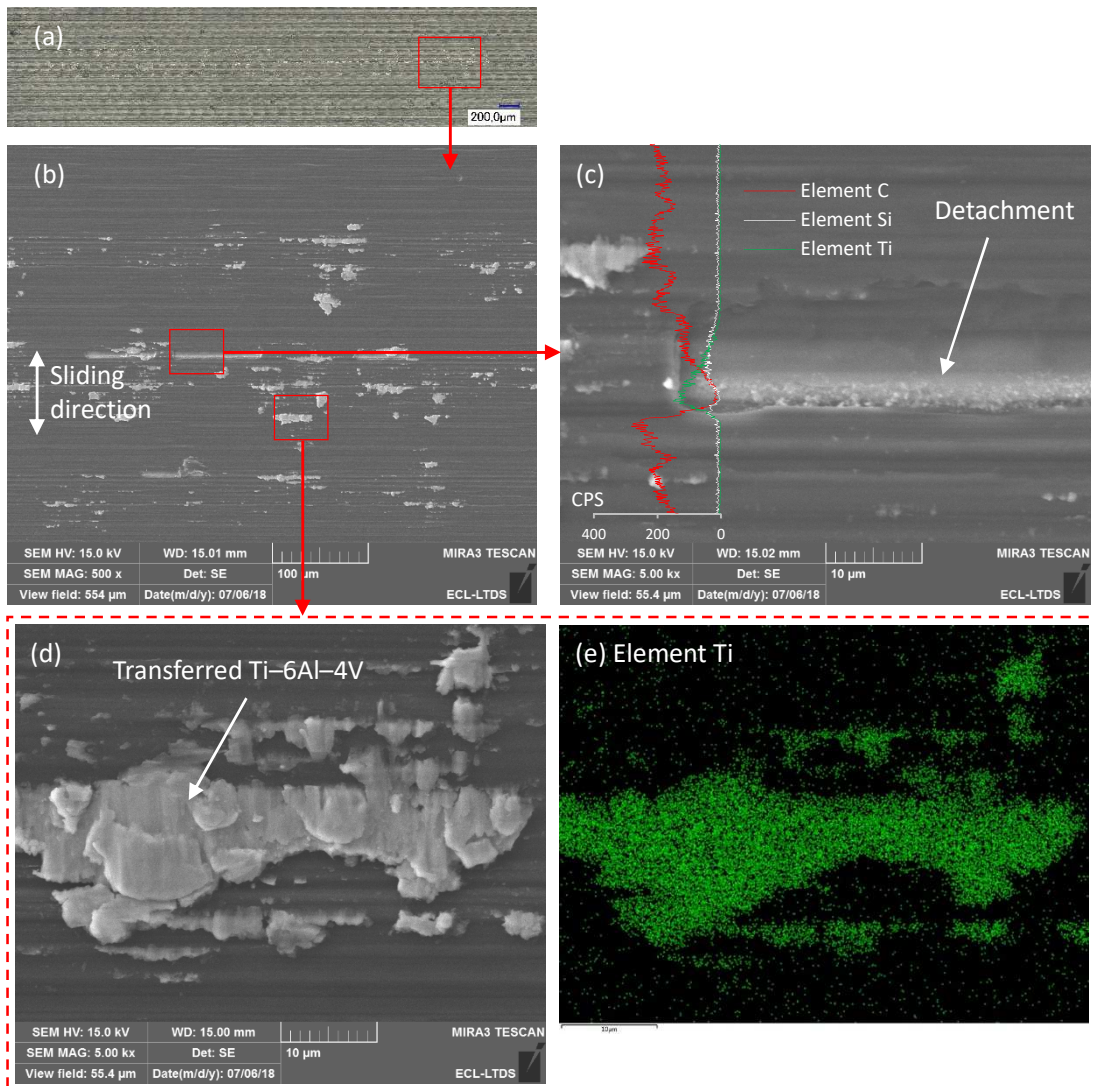 (a)
200.0µm
(b)
Sliding
direction
SEM HV: 15.0 kV WD: 15.01 mm MIRA3 TESCAN
SEM MAG: 500 x Det: SE 100 µm
View field: 554 µm Date(m/d/y): 07/06/18 ECL-LTDS
(c)
Element C
Element Si
Element Ti
Detachment
CPS
400 200 0
SEM HV: 15.0 kV WD: 15.02 mm MIRA3 TESCAN
SEM MAG: 5.00 kx Det: SE 10 µm
View field: 55.4 µm Date(m/d/y): 07/06/18 ECL-LTDS
(d)
Transferred Ti–6Al–4V
SEM HV: 15.0 kV WD: 15.00 mm MIRA3 TESCAN
SEM MAG: 5.00 kx Det: SE 10 µm
View field: 55.4 µm Date(m/d/y): 07/06/18 ECL-LTDS
(e) Element Ti
10µm